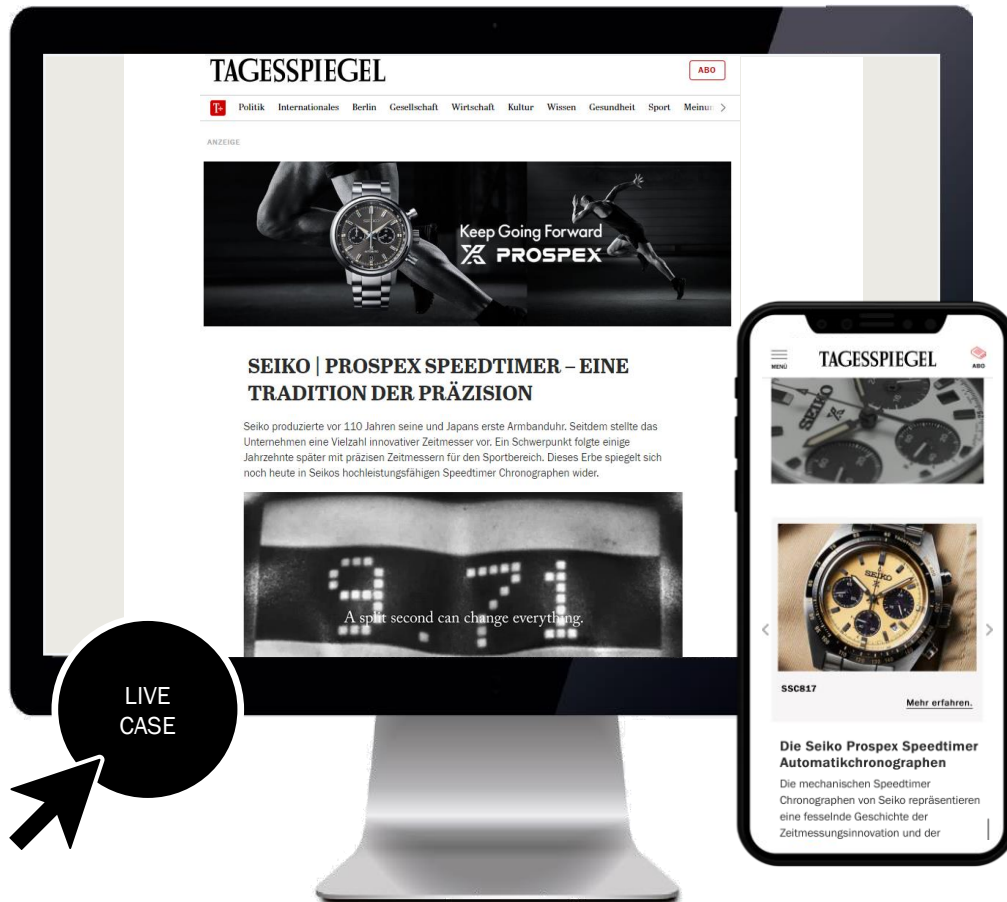 TAGESSPIEGEL
ABO
T+ Politik Internationales Berlin Gesellschaft Wirtschaft Kultur Wissen Gesundheit Sport
ANZEIGE
Keep Going Forward
PROSPEX
SEIKO | PROSPEX SPEEDTIMER – EINE
TRADITION DER PRÄZISION
Seiko produzierte vor 110 Jahren seine und Japans erste Armbanduhr. Seitdem stellte das
Unternehmen eine Vielzahl innovativer Zeitmesser vor. Ein Schwerpunkt folgte einige
Jahrzehnte später mit präzisen Zeitmessern für den Sportbereich. Dieses Erbe spiegelt sich
noch heute in Seikos hochleistungsfähigen Speedtimer Chronographen wider.
9.71
A split second can change everything.
LIVE
CASE
MENÜ
TAGESSPIEGEL
ABO
SEIKO
SEIKO
SSC817
Mehr erfahren.
Die Seiko Prospex Speedtimer
Automatikchronographen
Die mechanischen Speedtimer
Chronographen von Seiko repräsentieren
eine fesselnde Geschichte der
Zeitmessungsinnovation und der